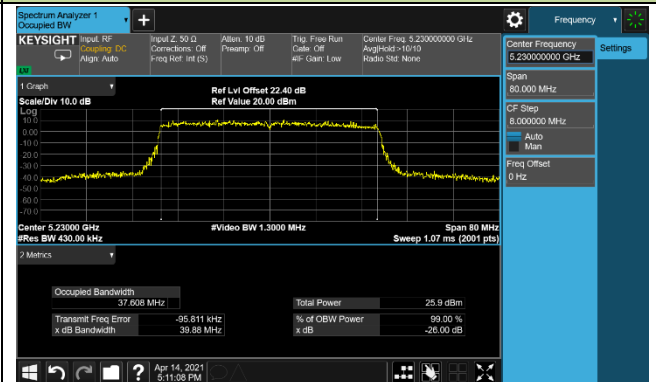 Spectrum Analyzer 1
Occupied BW
Frequency
KEYSIGHT
Input: RF
Coupling: DC
Align: Auto
Input Z: 50 Ω
Corrections: Off
Freq Ref: Int (S)
Atten: 10 dB
Preamp: Off
Trig: Free Run
Gate: Off
#IF Gain: Low
Center Freq: 5.230000000 GHz
Avg|Hold:>10/10
Radio Std: None
Center Frequency
5.230000000 GHz
Settings
Span
80.000 MHz
CF Step
8.000000 MHz
Auto
Man
Freq Offset
0 Hz
1 Graph
Scale/Div 10.0 dB
Ref Lvl Offset 22.40 dB
Ref Value 20.00 dBm
Log
10.0
0.00
-10.0
-20.0
-30.0
-40.0
-50.0
-60.0
-70.0
Center 5.23000 GHz
#Video BW 1.3000 MHz
Span 80 MHz
#Res BW 430.00 kHz
Sweep 1.07 ms (2001 pts)
2 Metrics
Occupied Bandwidth
37.608 MHz
Total Power 25.9 dBm
Transmit Freq Error -95.811 kHz
% of OBW Power 99.00 %
x dB Bandwidth 39.88 MHz
x dB -26.00 dB
?
Apr 14, 2021
5:11:08 PM